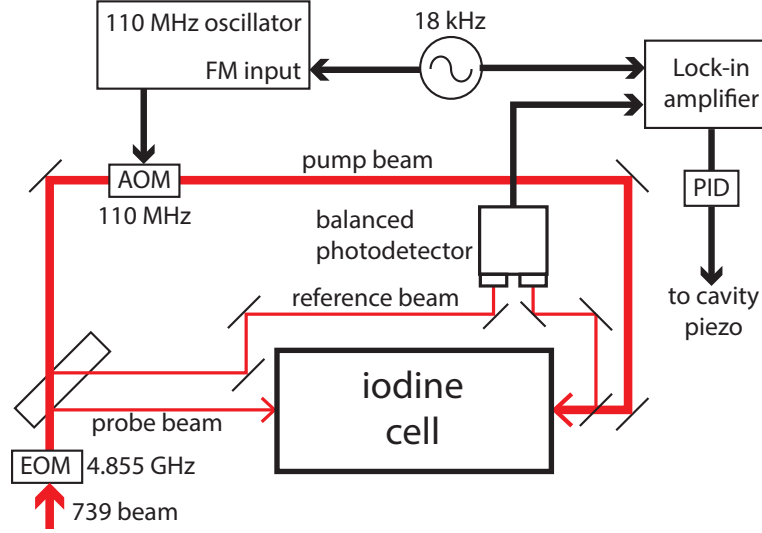 110 MHz oscillator
FM input
18 kHz
Lock-in
amplifier
pump beam
AOM
110 MHz
PID
balanced
photodetector
reference beam
to cavity
piezo
iodine
cell
probe beam
EOM
4.855 GHz
739 beam